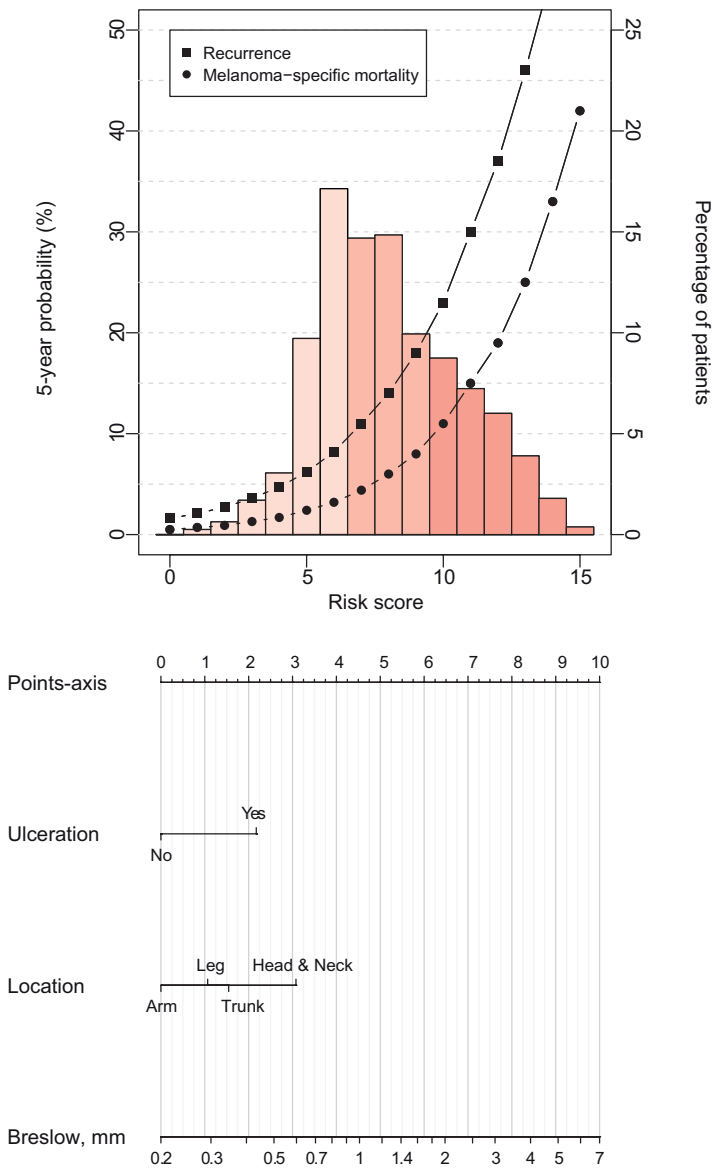 50
25
Recurrence
Melanoma−specific mortality
40
20
30
15
5-year probability (%)
Percentage of patients
20
10
10
5
0
0
0 5 10 15
Risk score
0 1 2 3 4 5 6 7 8 9 10
Points-axis
Yes
Ulceration
No
Leg Head & Neck
Location
Arm Trunk
Breslow, mm
0.2 0.3 0.5 0.7 1 1.4 2 3 4 5 7